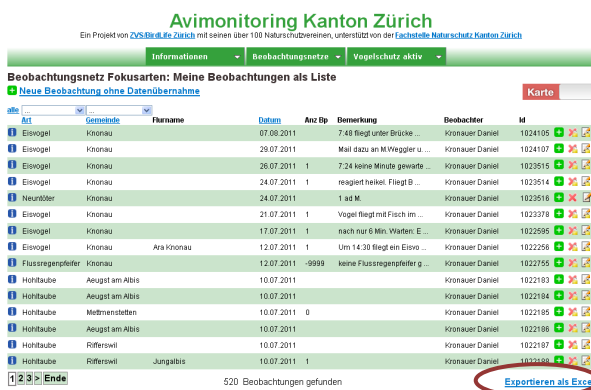 Avimonitoring Kanton Zürich
Ein Projekt von ZVS/BirdLife Zürich mit seinen über 100 Naturschutzvereinen, unterstützt von der Fachstelle Naturschutz Kanton Zürich
Informationen Beobachtungsnetze Vogelschutz aktiv
Beobachtungsnetz Fokusarten: Meine Beobachtungen als Liste
Neue Beobachtung ohne Datenübernahme
Karte
alle ... ...
Art Gemeinde Flurname Datum Anz Bp Bemerkung Beobachter Id
Eisvogel Knonau 07.08.2011 7:48 fliegt unter Brücke ... Kronauer Daniel 1024105
Eisvogel Knonau 29.07.2011 Mail dazu an M.Weggler u. ... Kronauer Daniel 1024107
Eisvogel Knonau 26.07.2011 1 7:24 keine Minute gewarte ... Kronauer Daniel 1023515
Eisvogel Knonau 24.07.2011 1 reagiert heikel. Fliegt B ... Kronauer Daniel 1023514
Neuntöter Knonau 24.07.2011 1 1 ad M. Kronauer Daniel 1023516
Eisvogel Knonau 21.07.2011 1 Vogel fliegt mit Fisch im ... Kronauer Daniel 1023378
Eisvogel Knonau 17.07.2011 1 nach nur 6 Min. Warten: E ... Kronauer Daniel 1022595
Eisvogel Knonau Ara Knonau 12.07.2011 1 Um 14:30 fliegt ein Eisvo ... Kronauer Daniel 1022256
Flussregenpfeifer Knonau 12.07.2011 -9999 keine Flussregenpfeifer g ... Kronauer Daniel 1022755
Hohltaube Aeugst am Albis 10.07.2011 Kronauer Daniel 1022183
Hohltaube Aeugst am Albis 10.07.2011 Kronauer Daniel 1022184
Hohltaube Mettmenstetten 10.07.2011 0 Kronauer Daniel 1022185
Hohltaube Aeugst am Albis 10.07.2011 Kronauer Daniel 1022186
Hohltaube Rifferswil 10.07.2011 Kronauer Daniel 1022187
Hohltaube Rifferswil Jungalbis 10.07.2011 1 Kronauer Daniel 1022188
1 2 3 > Ende 520 Beobachtungen gefunden Exportieren als Exce